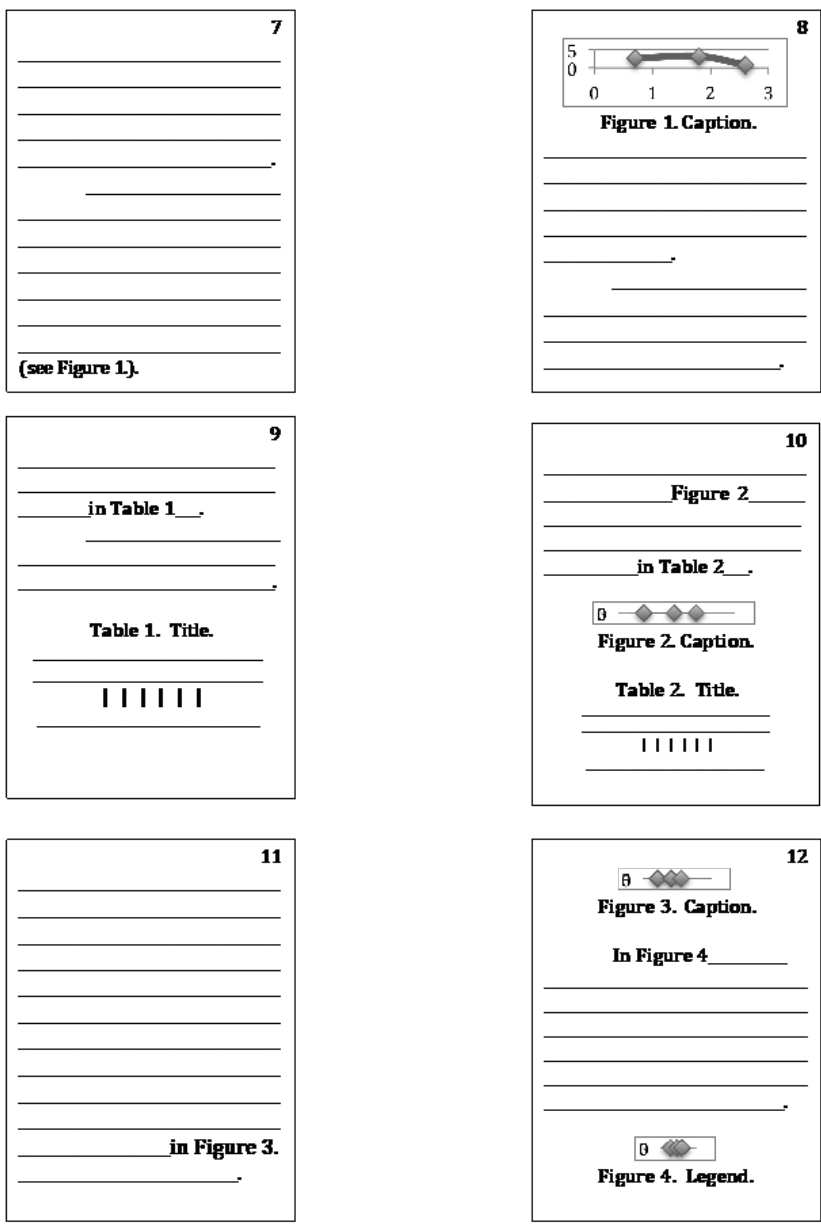 7
(see Figure 1.).
8
5
0
0 1 2 3
Figure 1. Caption.
9
in Table 1 .
Table 1. Title.
10
Figure 2
in Table 2 .
0
Figure 2. Caption.
Table 2. Title.
11
in Figure 3.
12
Figure 3. Caption.
In Figure 4
Figure 4. Legend.